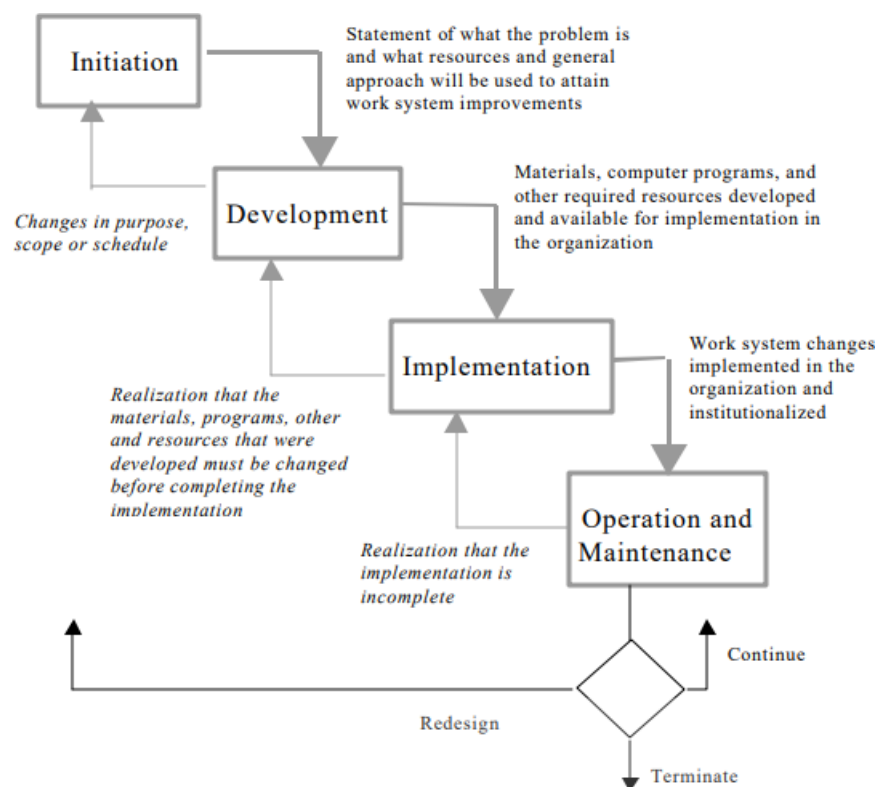 Initiation
Statement of what the problem is
and what resources and general
approach will be used to attain
work system improvements
Development
Materials, computer programs, and
other required resources developed
and available for implementation in
the organization
Changes in purpose,
scope or schedule
Implementation
Work system changes
implemented in the
organization and
institutionalized
Realization that the
materials, programs, other
and resources that were
developed must be changed
before completing the
implementation
Operation and
Maintenance
Realization that the
implementation is
incomplete
Continue
Redesign
Terminate